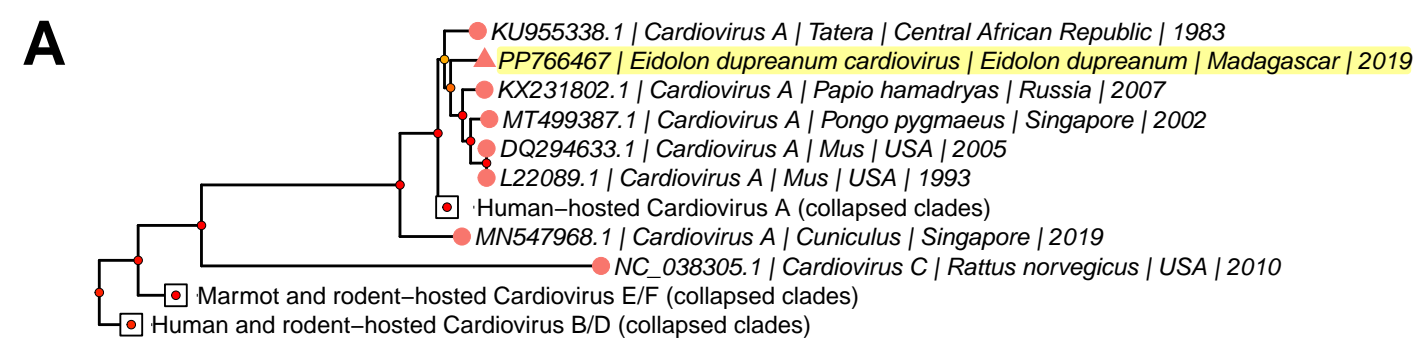 A
KU955338.1 | Cardiovirus A | Tatera | Central African Republic | 1983
PP766467 | Eidolon dupreanum cardiovirus | Eidolon dupreanum | Madagascar | 2019
KX231802.1 | Cardiovirus A | Papio hamadryas | Russia | 2007
MT499387.1 | Cardiovirus A | Pongo pygmaeus | Singapore | 2002
DQ294633.1 | Cardiovirus A | Mus | USA | 2005
L22089.1 | Cardiovirus A | Mus | USA | 1993
Human−hosted Cardiovirus A (collapsed clades)
MN547968.1 | Cardiovirus A | Cuniculus | Singapore | 2019
NC_038305.1 | Cardiovirus C | Rattus norvegicus | USA | 2010
Marmot and rodent−hosted Cardiovirus E/F (collapsed clades)
Human and rodent−hosted Cardiovirus B/D (collapsed clades)